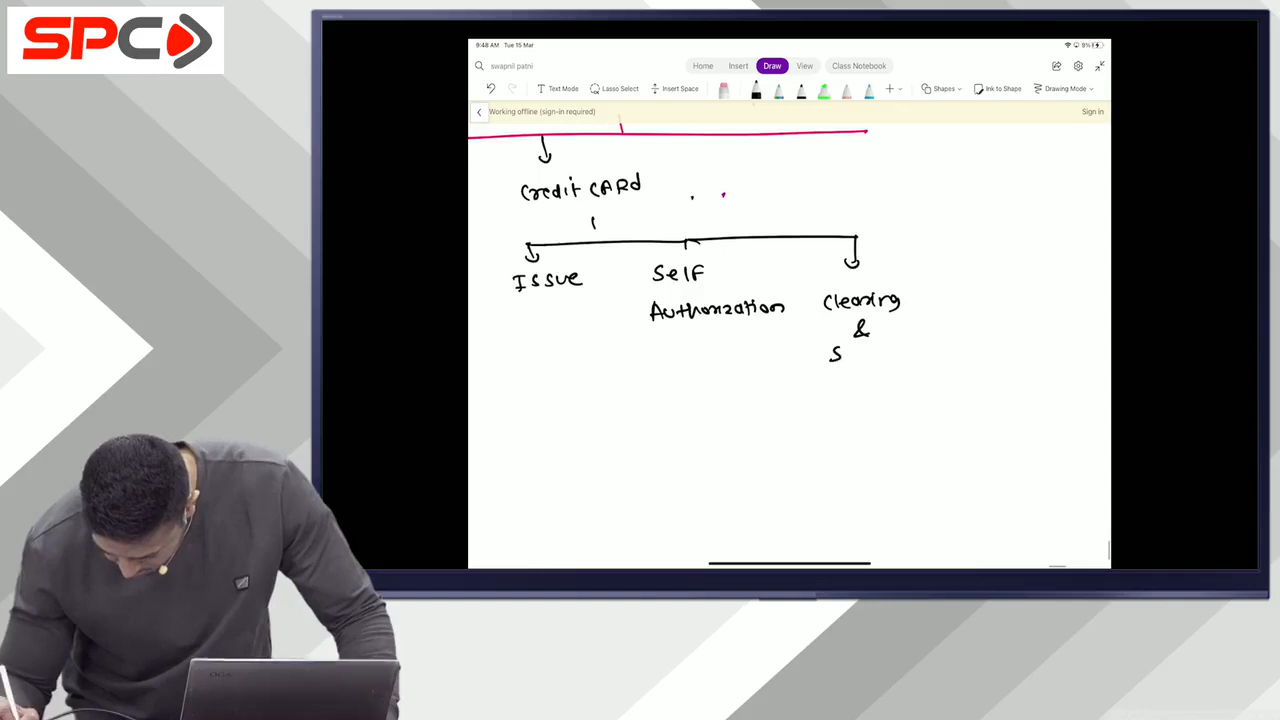 SPC
9:48 AM Tue 15 Mar
9%
swapnil patni
Home Insert Draw View Class Notebook
Text Mode Lasso Select Insert Space Shapes Ink to Shape Drawing Mode
Working offline (sign-in required) Sign in
Credit CARd
Issue Self Authorization Clearing & S